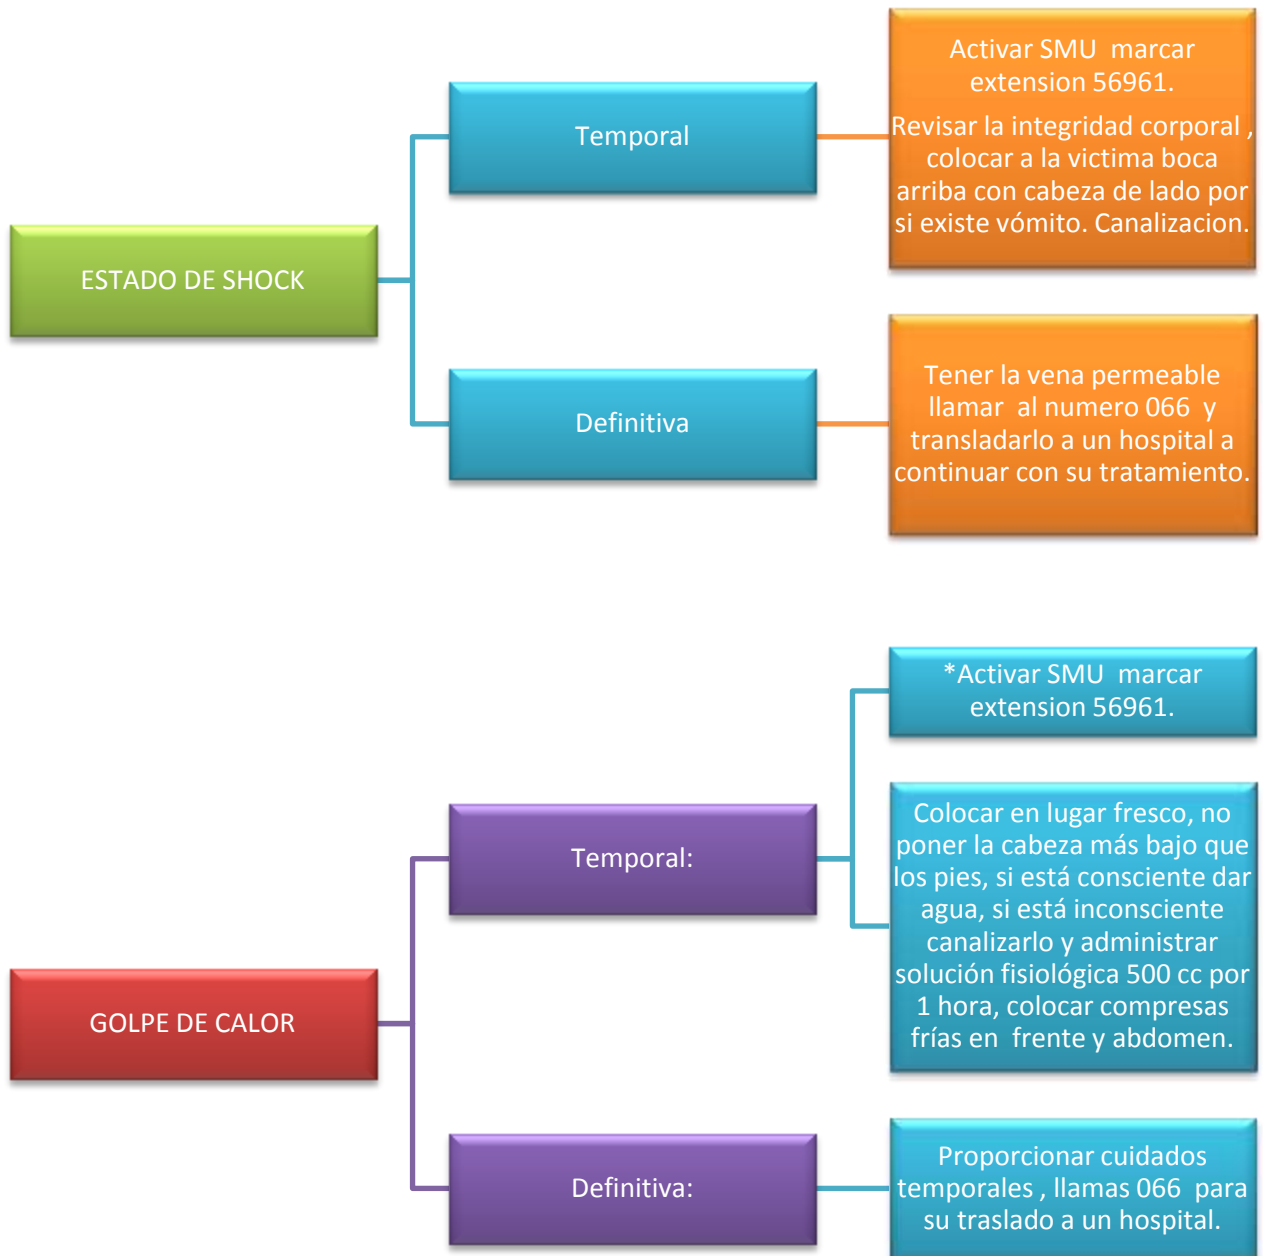 ESTADO DE SHOCK
Temporal
Activar SMU marcar
extension 56961.
Revisar la integridad corporal ,
colocar a la victima boca
arriba con cabeza de lado por
si existe vómito. Canalizacion.
Definitiva
Tener la vena permeable
llamar al numero 066 y
transladarlo a un hospital a
continuar con su tratamiento.
GOLPE DE CALOR
Temporal:
*Activar SMU marcar
extension 56961.
Colocar en lugar fresco, no
poner la cabeza más bajo que
los pies, si está consciente dar
agua, si está inconsciente
canalizarlo y administrar
solución fisiológica 500 cc por
1 hora, colocar compresas
frías en frente y abdomen.
Definitiva:
Proporcionar cuidados
temporales , llamas 066 para
su traslado a un hospital.